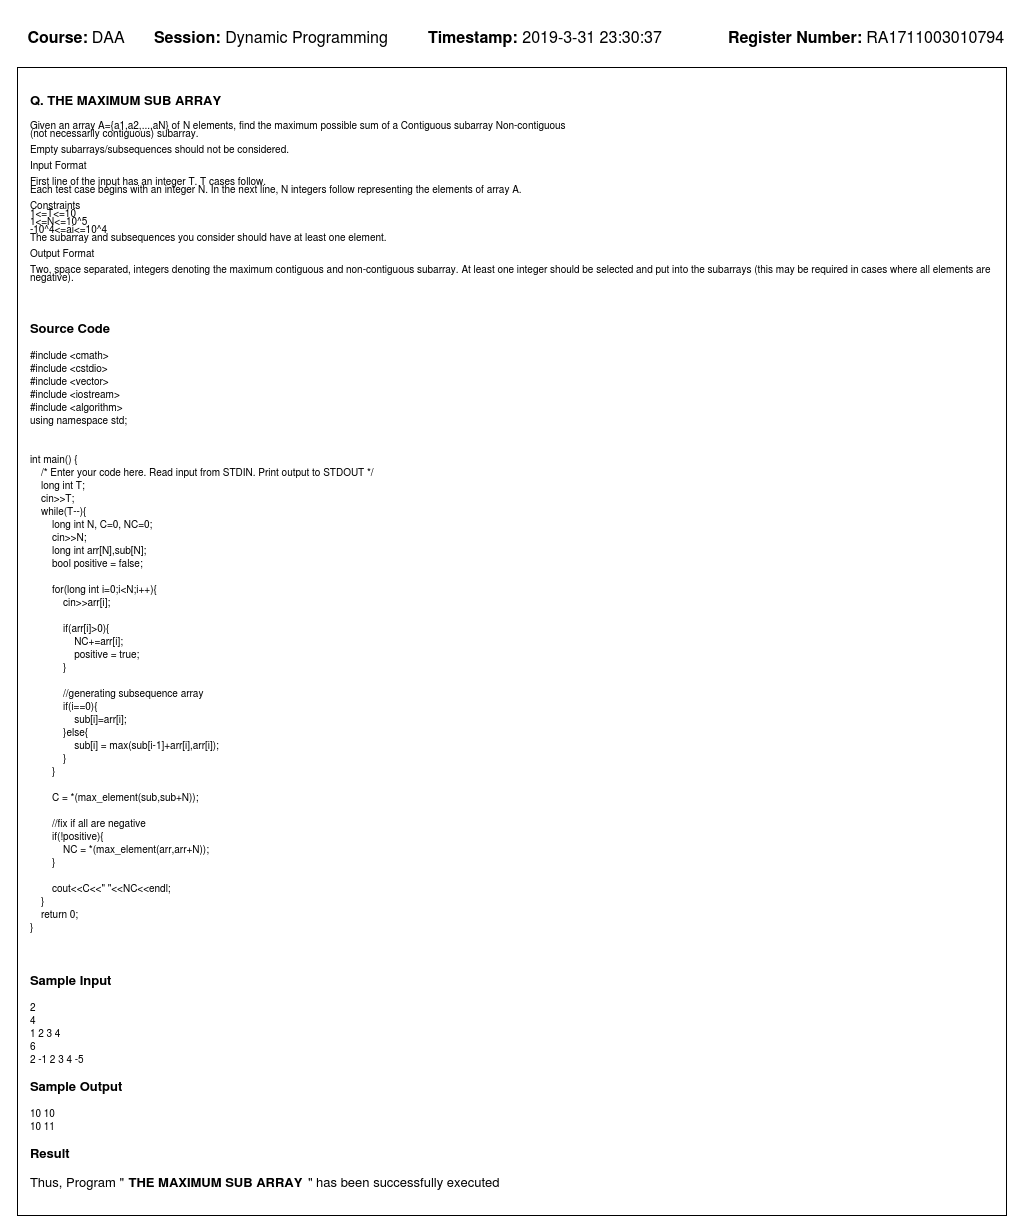 Course: DAA Session: Dynamic Programming Timestamp: 2019-3-31 23:30:37 Register Number: RA1711003010794
Q. THE MAXIMUM SUB ARRAY
Given an array A={a1,a2,...,aN} of N elements, find the maximum possible sum of a Contiguous subarray Non-contiguous
(not necessarily contiguous) subarray.
Empty subarrays/subsequences should not be considered.
Input Format
First line of the input has an integer T. T cases follow.
Each test case begins with an integer N. In the next line, N integers follow representing the elements of array A.
Constraints
1<=T<=10
1<=N<=10^5
-10^4<=ai<=10^4
The subarray and subsequences you consider should have at least one element.
Output Format
Two, space separated, integers denoting the maximum contiguous and non-contiguous subarray. At least one integer should be selected and put into the subarrays (this may be required in cases where all elements are
negative).
Source Code
#include <cmath>
#include <cstdio>
#include <vector>
#include <iostream>
#include <algorithm>
using namespace std;
int main() {
/* Enter your code here. Read input from STDIN. Print output to STDOUT */
long int T;
cin>>T;
while(T--){
long int N, C=0, NC=0;
cin>>N;
long int arr[N],sub[N];
bool positive = false;
for(long int i=0;i<N;i++){
cin>>arr[i];
if(arr[i]>0){
NC+=arr[i];
positive = true;
}
//generating subsequence array
if(i==0){
sub[i]=arr[i];
}else{
sub[i] = max(sub[i-1]+arr[i],arr[i]);
}
}
C = *(max_element(sub,sub+N));
//fix if all are negative
if(!positive){
NC = *(max_element(arr,arr+N));
}
cout<<C<<" "<<NC<<endl;
}
return 0;
}
Sample Input
2
4
1 2 3 4
6
2 -1 2 3 4 -5
Sample Output
10 10
10 11
Result
Thus, Program " THE MAXIMUM SUB ARRAY " has been successfully executed